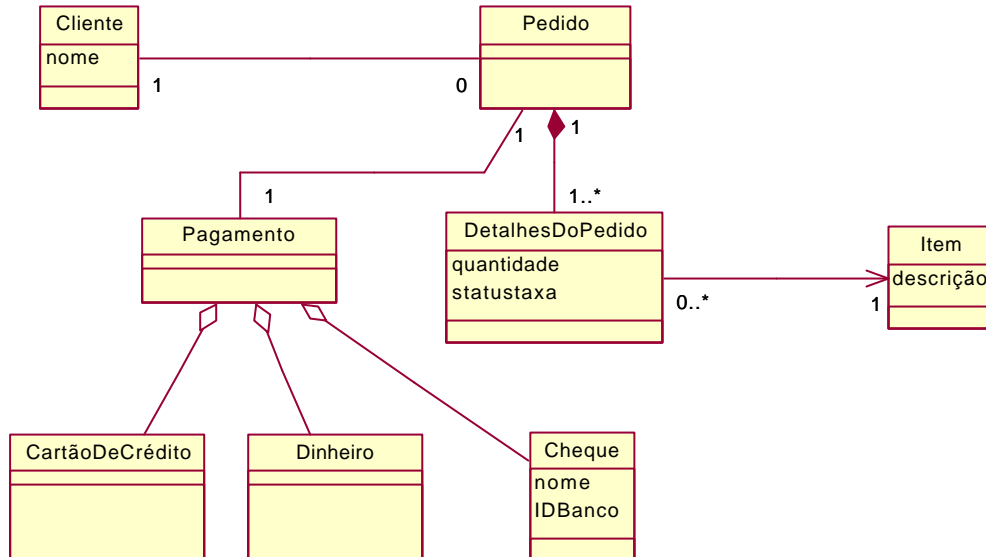 Cliente
nome
Pedido
1
0
1
1
1
1..*
Pagamento
DetalhesDoPedido
quantidade
statustaxa
Item
descrição
0..*
1
CartãoDeCrédito
Dinheiro
Cheque
nome
IDBanco